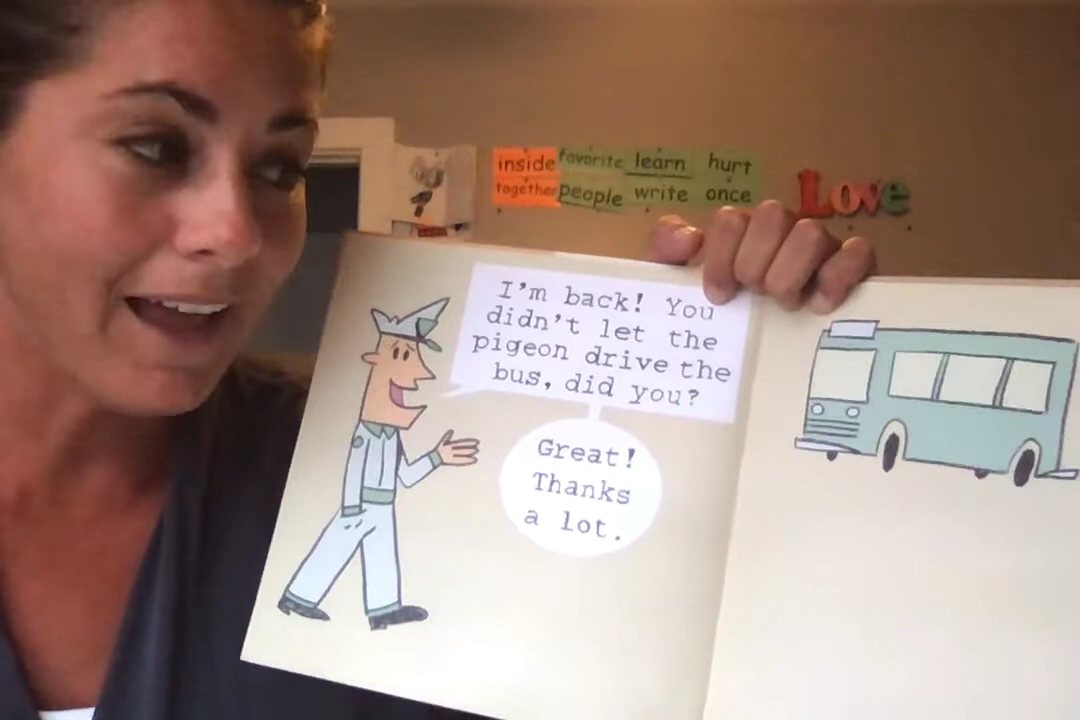 inside favorite learn hurt
together people write once
Love
I'm back! You
didn't let the
pigeon drive the
bus, did you?
Great!
Thanks
a lot.